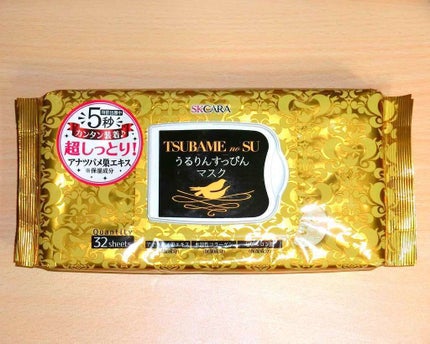 SKCARA
5秒
カンタン装着♪
超しっとり!
アナツバメ巣エキス
※保湿成分
TSUBAME no SU
うるりんすっぴん
マスク
Quantity
32 sheets